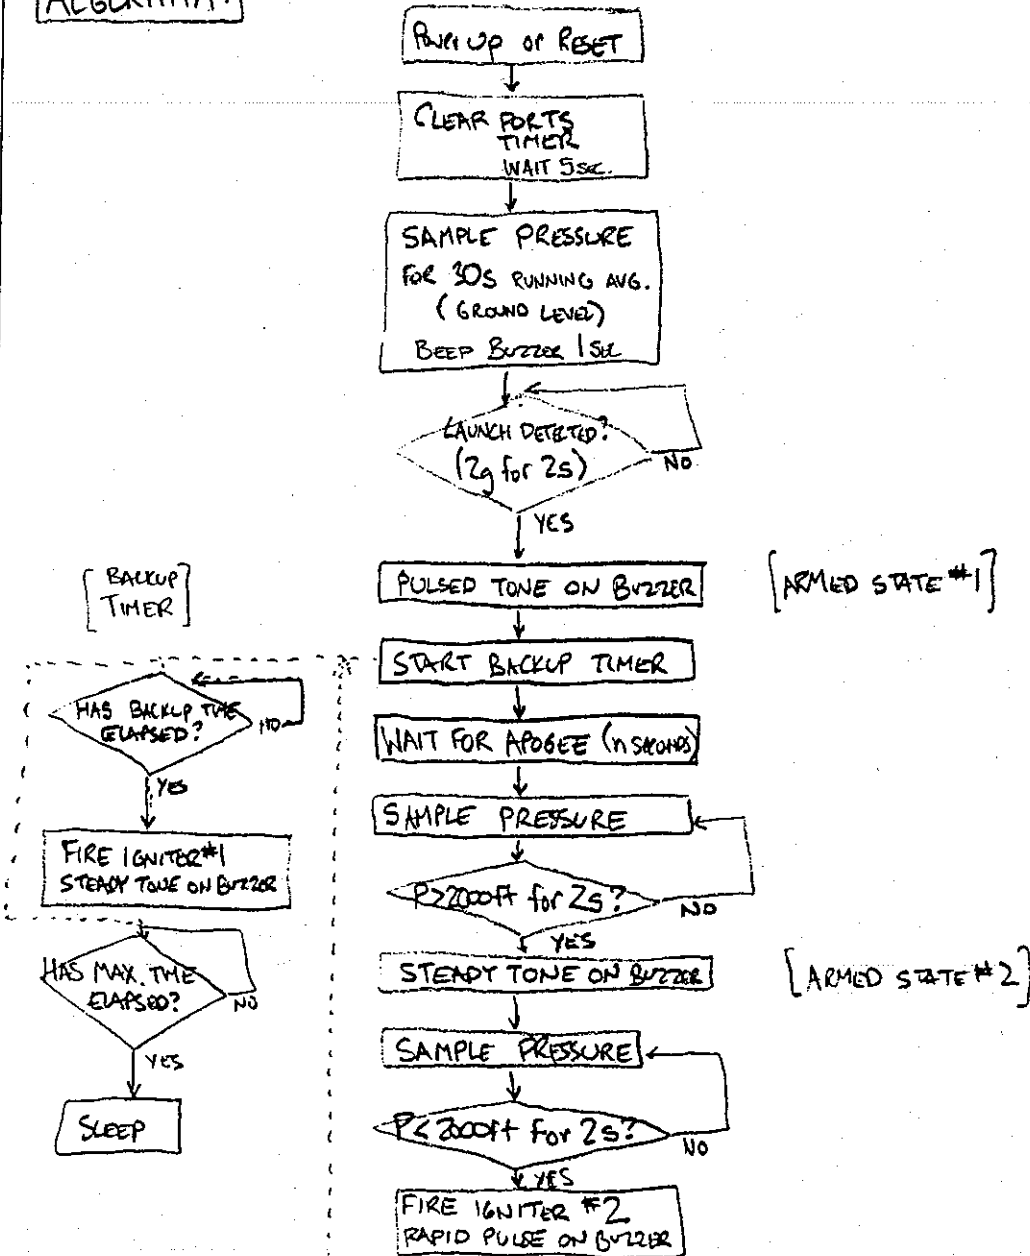 ALGORITHM:
POWER UP or RESET
CLEAR PORTS
TIMER
WAIT 5 SEC.
SAMPLE PRESSURE
FOR 30s RUNNING AVG.
(GROUND LEVEL)
BEEP BUZZER 1 SEC
LAUNCH DETECTED?
(2g for 2s)
NO
YES
PULSED TONE ON BUZZER
[ARMED STATE #1]
START BACKUP TIMER
WAIT FOR APOGEE (n SECONDS)
SAMPLE PRESSURE
P>2000ft for 2s?
NO
YES
STEADY TONE ON BUZZER
[ARMED STATE #2]
SAMPLE PRESSURE
P<2000ft for 2s?
NO
YES
FIRE IGNITER #2
RAPID PULSE ON BUZZER
[BACKUP
TIMER]
HAS BACKUP TIME
ELAPSED?
NO
YES
FIRE IGNITER #1
STEADY TONE ON BUZZER
HAS MAX. TIME
ELAPSED?
NO
YES
SLEEP